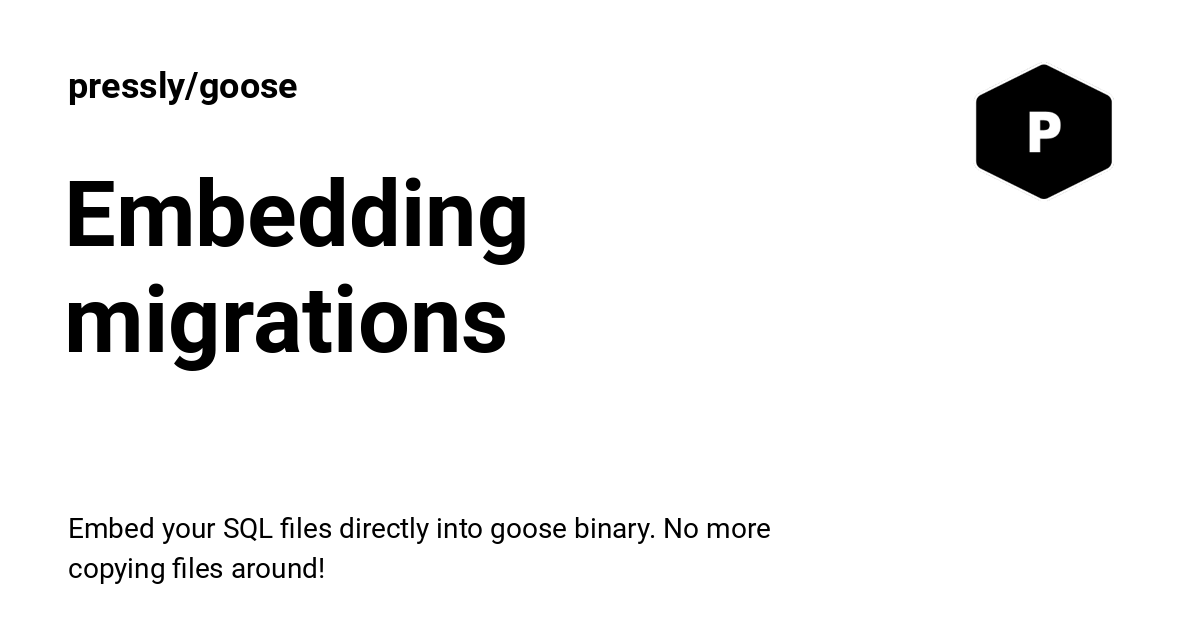 pressly/goose
P
Embedding
migrations
Embed your SQL files directly into goose binary. No more
copying files around!